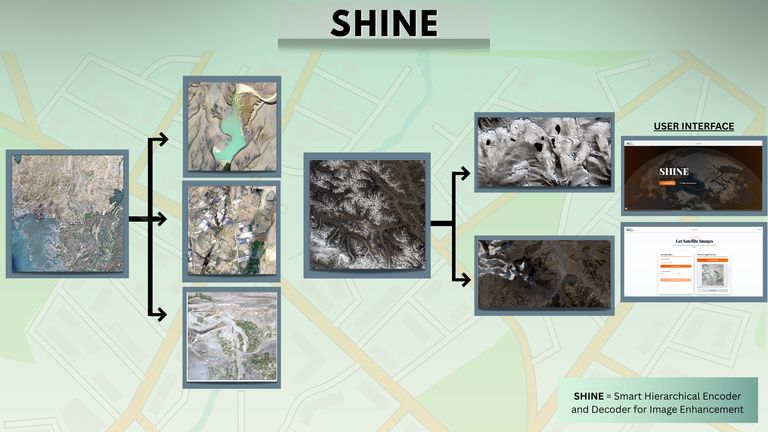 SHINE
USER INTERFACE
SHINE
Get Satellite Images
SHINE = Smart Hierarchical Encoder
and Decoder for Image Enhancement